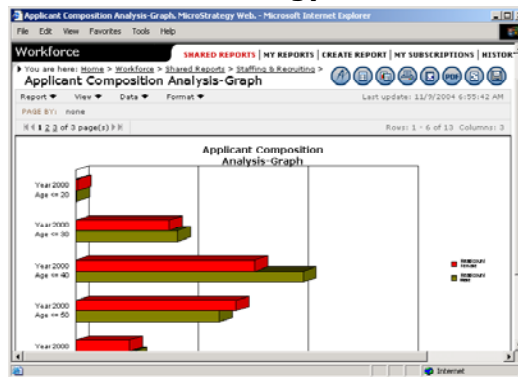 Applicant Composition Analysis-Graph. MicroStrategy Web. - Microsoft Internet Explorer
File Edit View Favorites Tools Help
Workforce SHARED REPORTS | MY REPORTS | CREATE REPORT | MY SUBSCRIPTIONS | HISTOR
You are here: Home > Workforce > Shared Reports > Staffing & Recruiting >
Applicant Composition Analysis-Graph
PDF
Report View Data Format Last update: 11/9/2004 6:55:42 AM
PAGE BY: none
1 2 3 of 3 page(s) Rows: 1 - 6 of 13 Columns: 3
Applicant Composition
Analysis-Graph
Year 2000
Age <= 20
Year 2000
Age <= 30
Year 2000
Age <= 40
Year 2000
Age <= 50
Year 2000
Internet